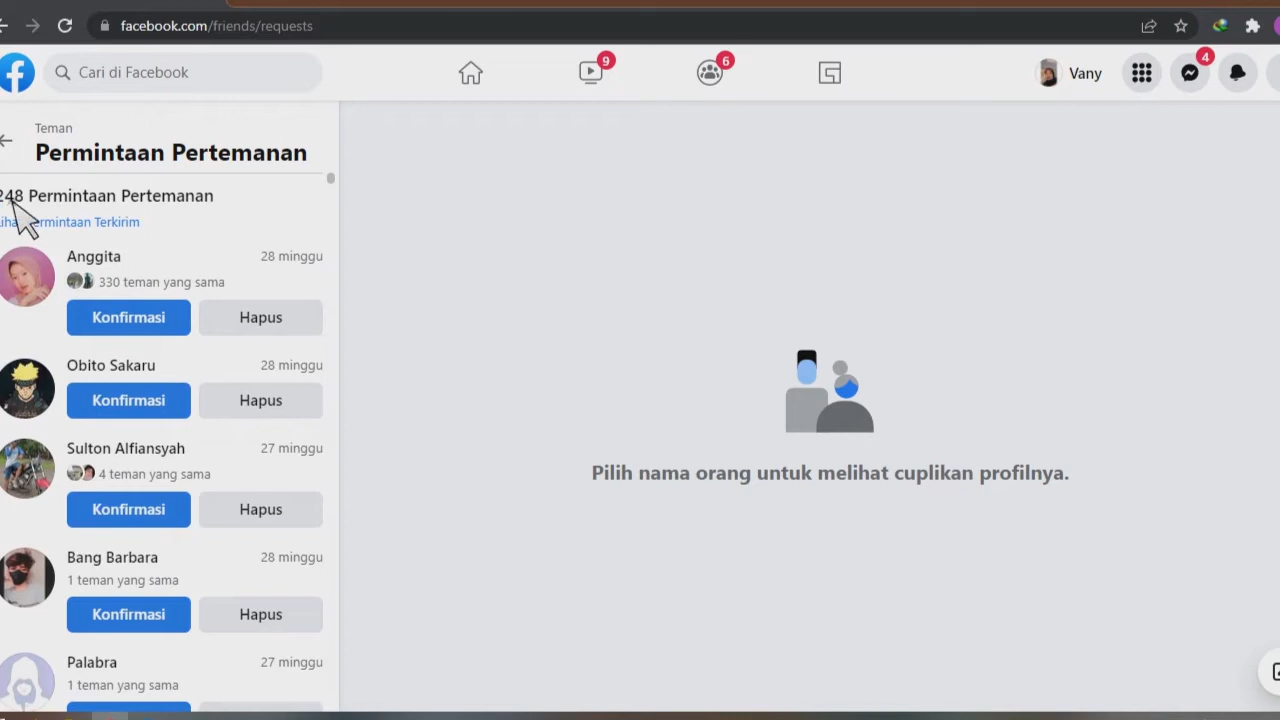 facebook.com/friends/requests
Cari di Facebook
9
6
Vany
4
Teman
Permintaan Pertemanan
248 Permintaan Pertemanan
Permintaan Terkirim
Anggita
28 minggu
330 teman yang sama
Konfirmasi
Hapus
Obito Sakaru
28 minggu
Konfirmasi
Hapus
Sulton Alfiansyah
27 minggu
4 teman yang sama
Konfirmasi
Hapus
Bang Barbara
28 minggu
1 teman yang sama
Konfirmasi
Hapus
Palabra
27 minggu
1 teman yang sama
Pilih nama orang untuk melihat cuplikan profilnya.